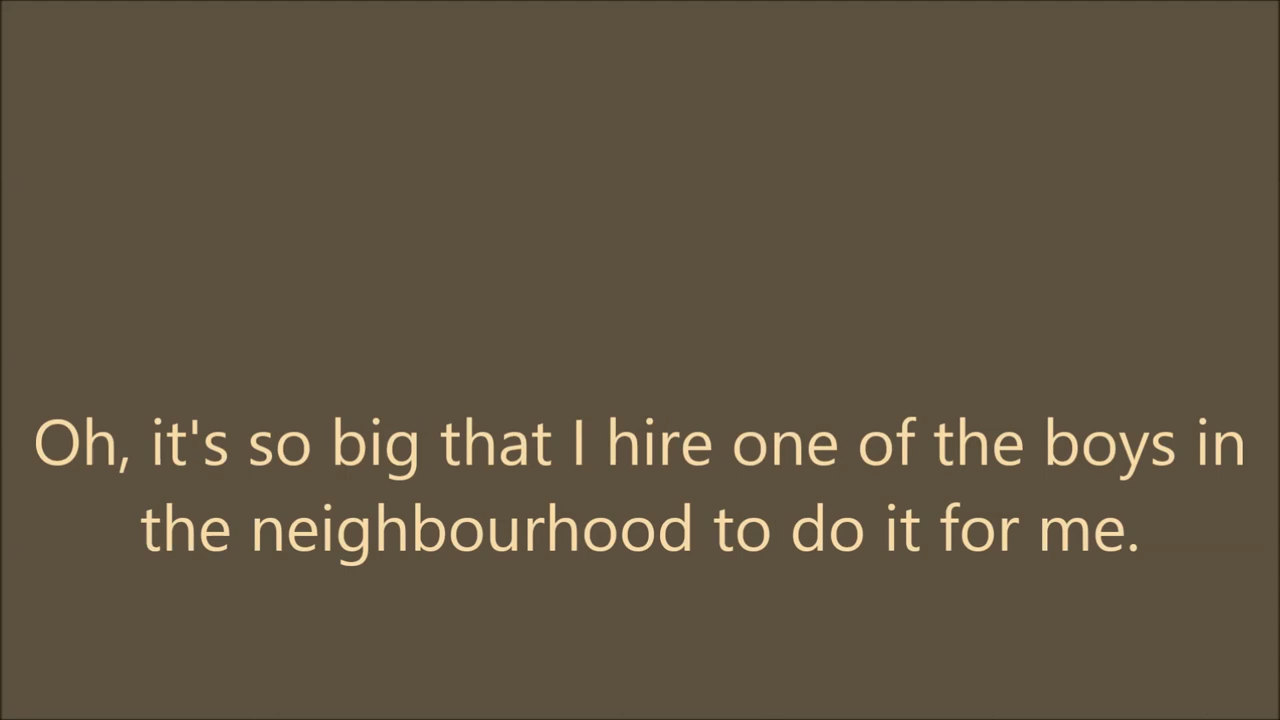 Oh, it's so big that I hire one of the boys in
the neighbourhood to do it for me.